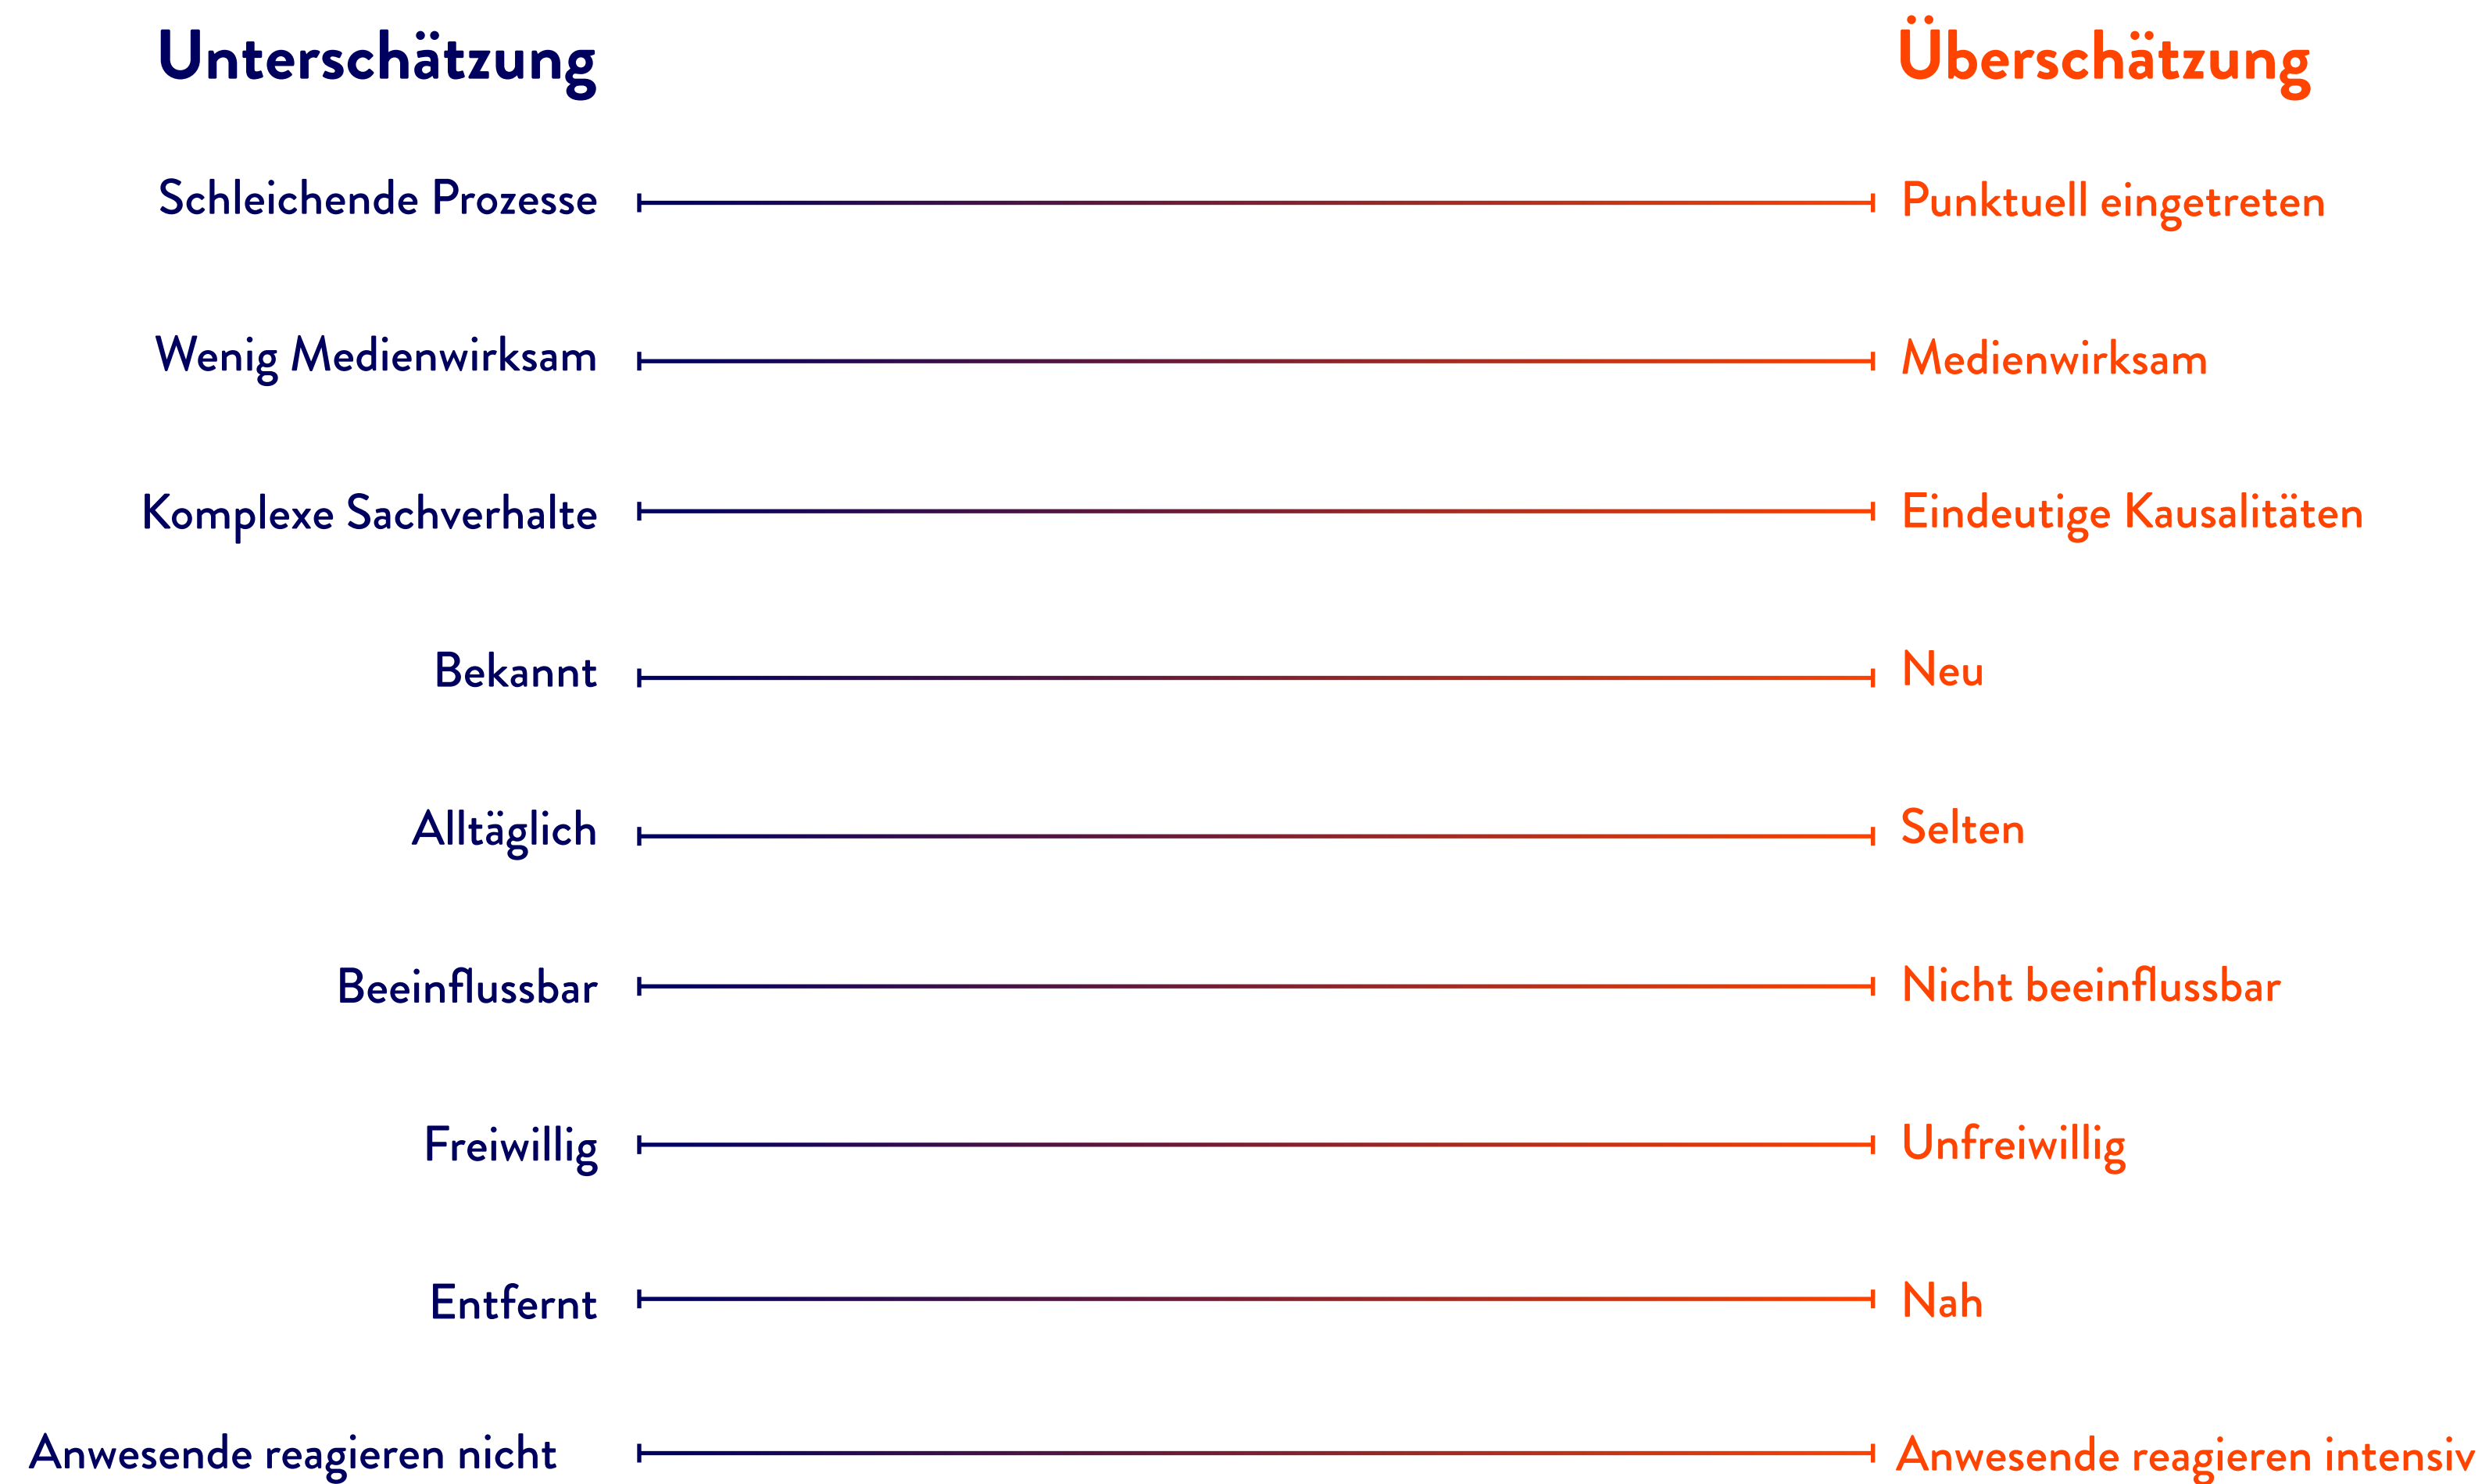 Unterschätzung Überschätzung
Schleichende Prozesse Punktuell eingetreten
Wenig Medienwirksam Medienwirksam
Komplexe Sachverhalte Eindeutige Kausalitäten
Bekannt Neu
Alltäglich Selten
Beeinflussbar Nicht beeinflussbar
Freiwillig Unfreiwillig
Entfernt Nah
Anwesende reagieren nicht Anwesende reagieren intensiv